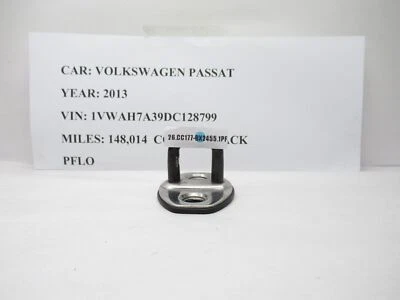 CAR: VOLKSWAGEN PASSAT
YEAR: 2013
VIN: 1VWAH7A39DC128799
MILES: 148,014
PFLO